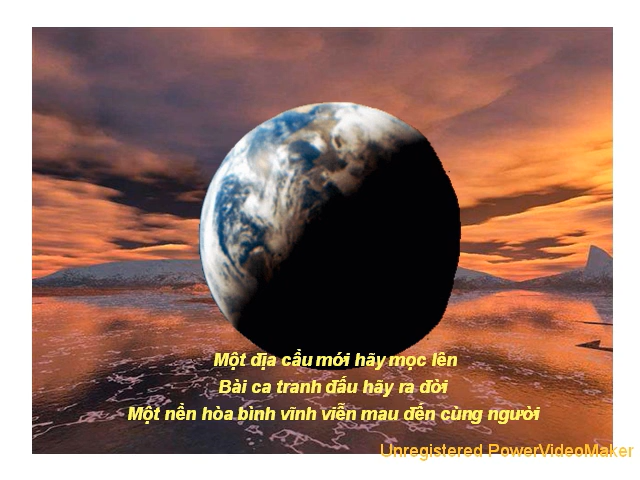 Một địa cầu mới hãy mọc lên
Bài ca tranh đấu hãy ra đời
Một nền hòa bình vĩnh viễn mau đến cùng người
Unregistered PowerVideoMaker